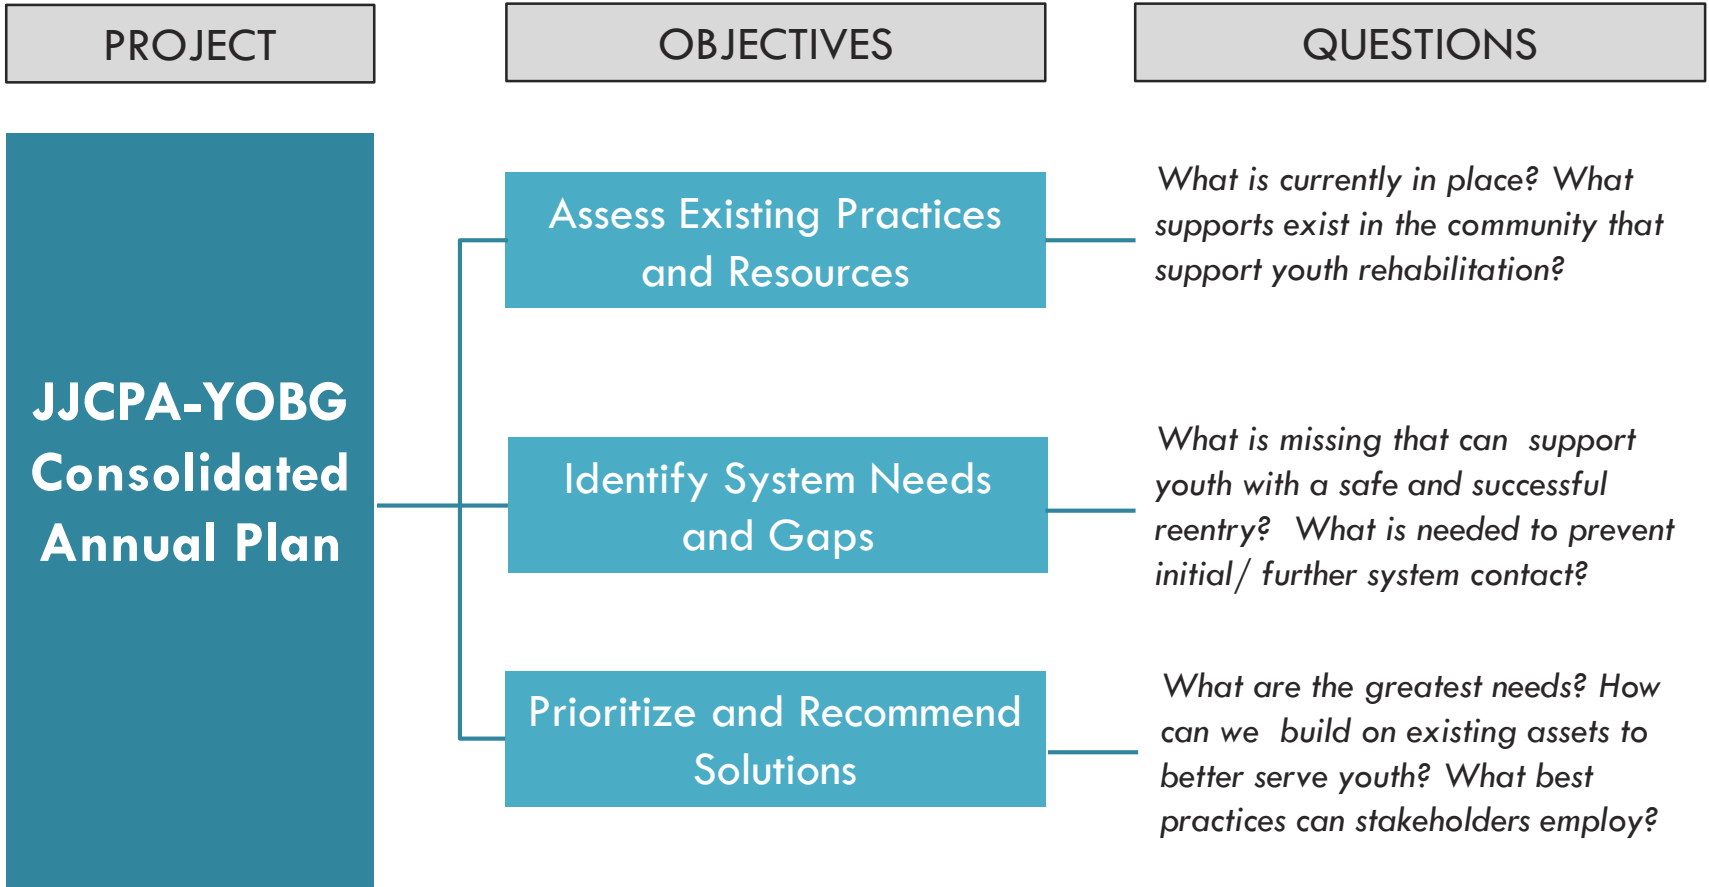 PROJECT
OBJECTIVES
QUESTIONS
JJCPA-YOBG
Consolidated
Annual Plan
Assess Existing Practices
and Resources
What is currently in place? What
supports exist in the community that
support youth rehabilitation?
Identify System Needs
and Gaps
What is missing that can  support
youth with a safe and successful
reentry?  What is needed to prevent
initial/ further system contact?
Prioritize and Recommend
Solutions
What are the greatest needs? How
can we  build on existing assets to
better serve youth? What best
practices can stakeholders employ?